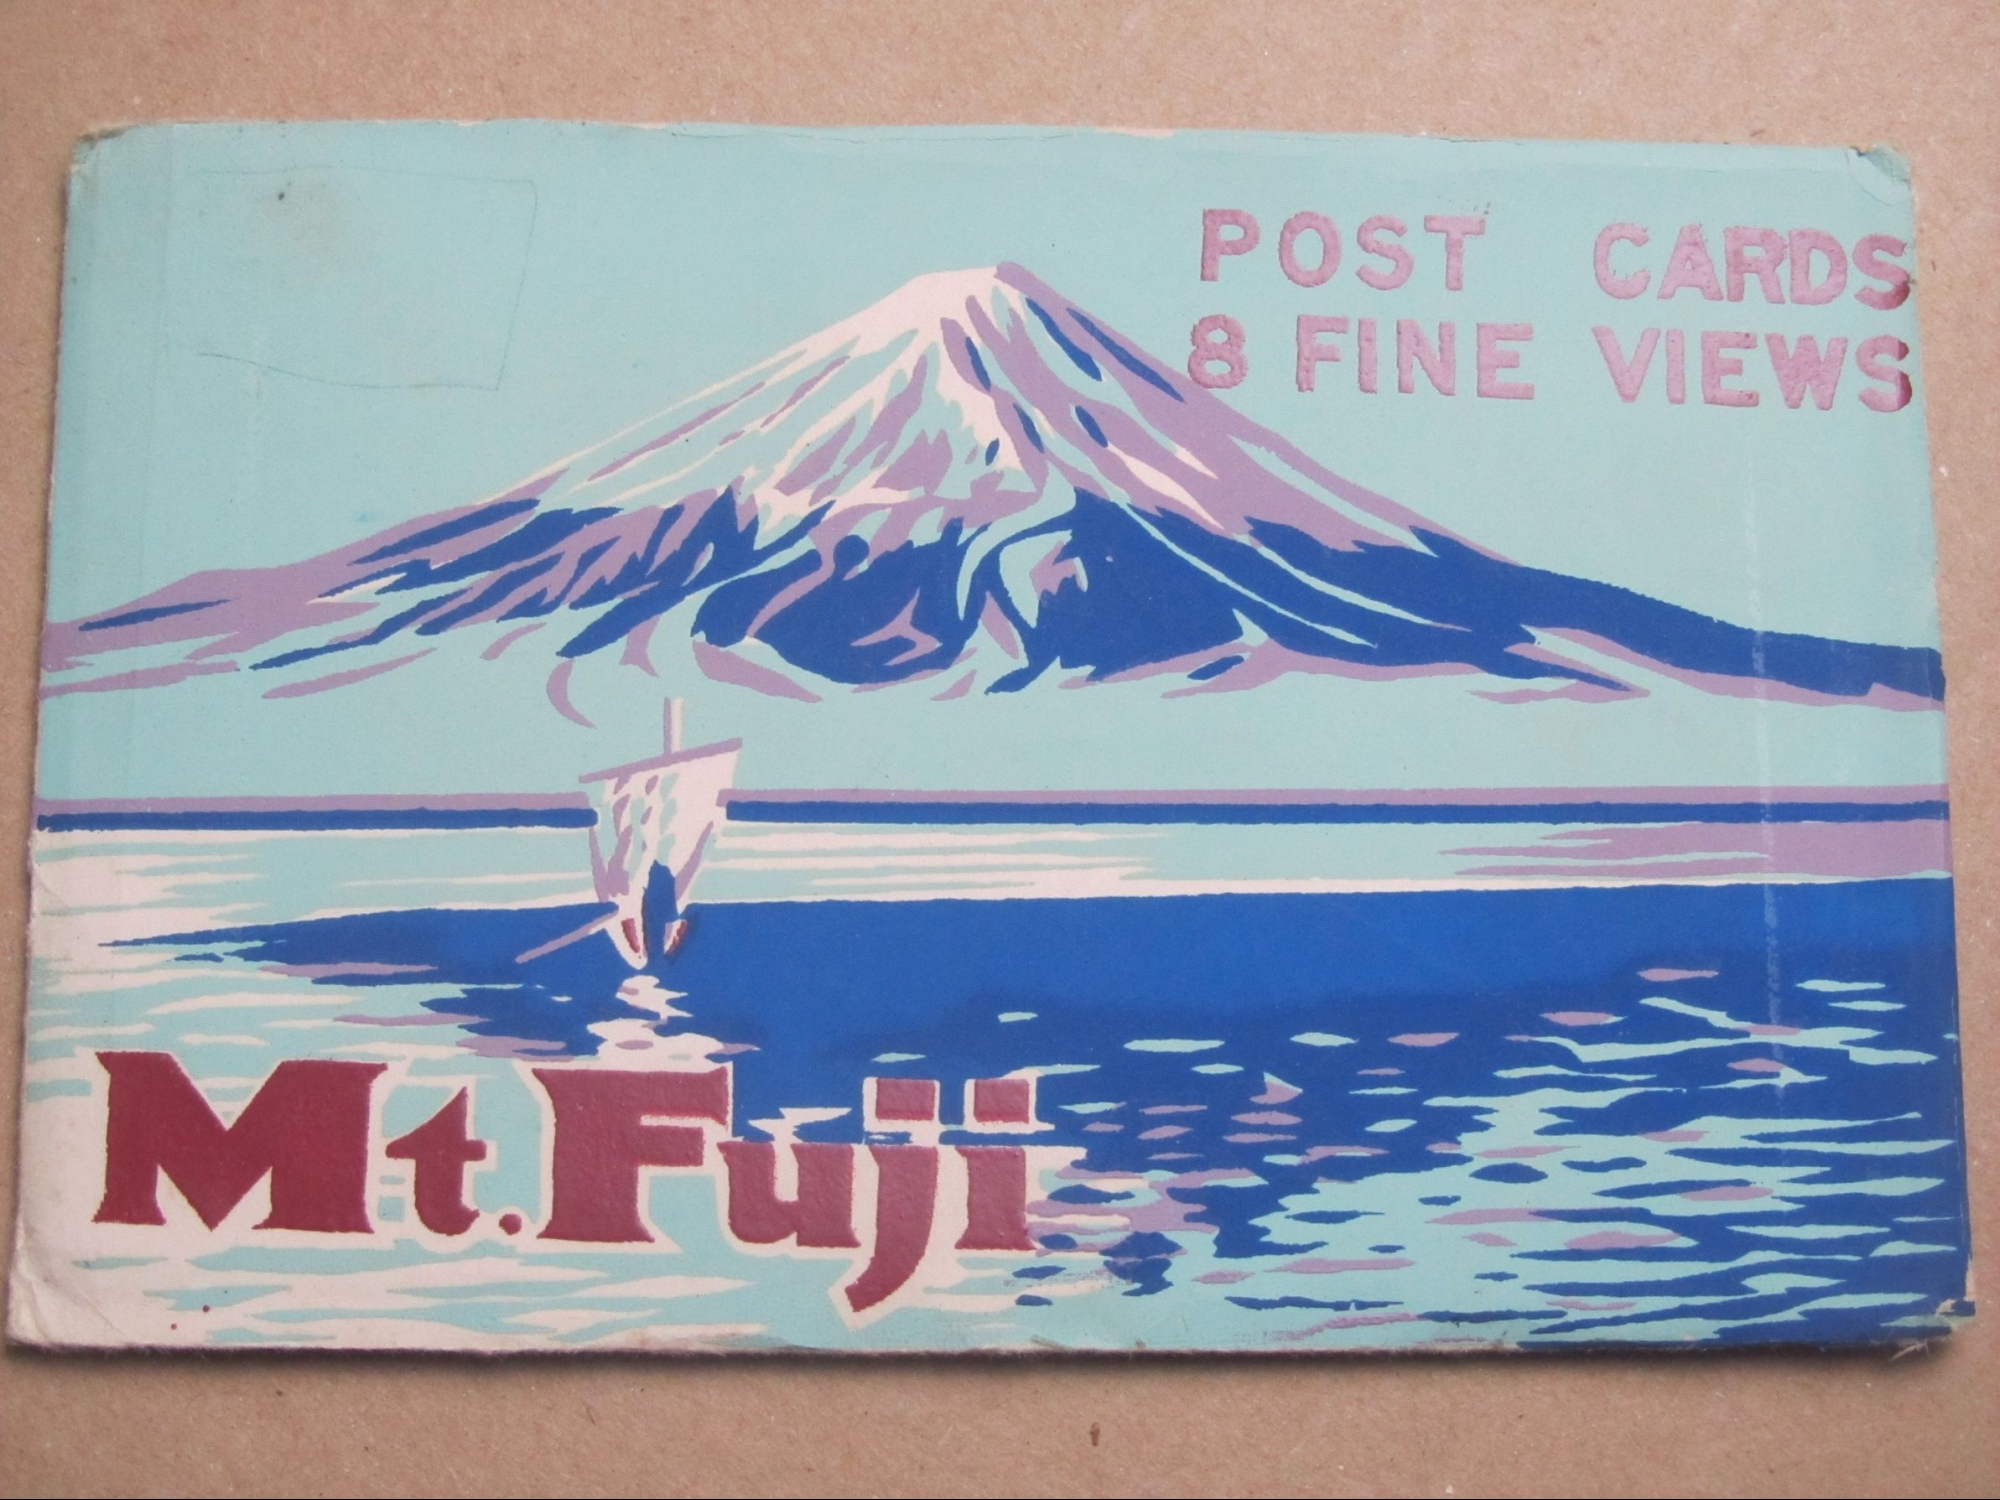 POST CARDS
8 FINE VIEWS
Mt. Fuji